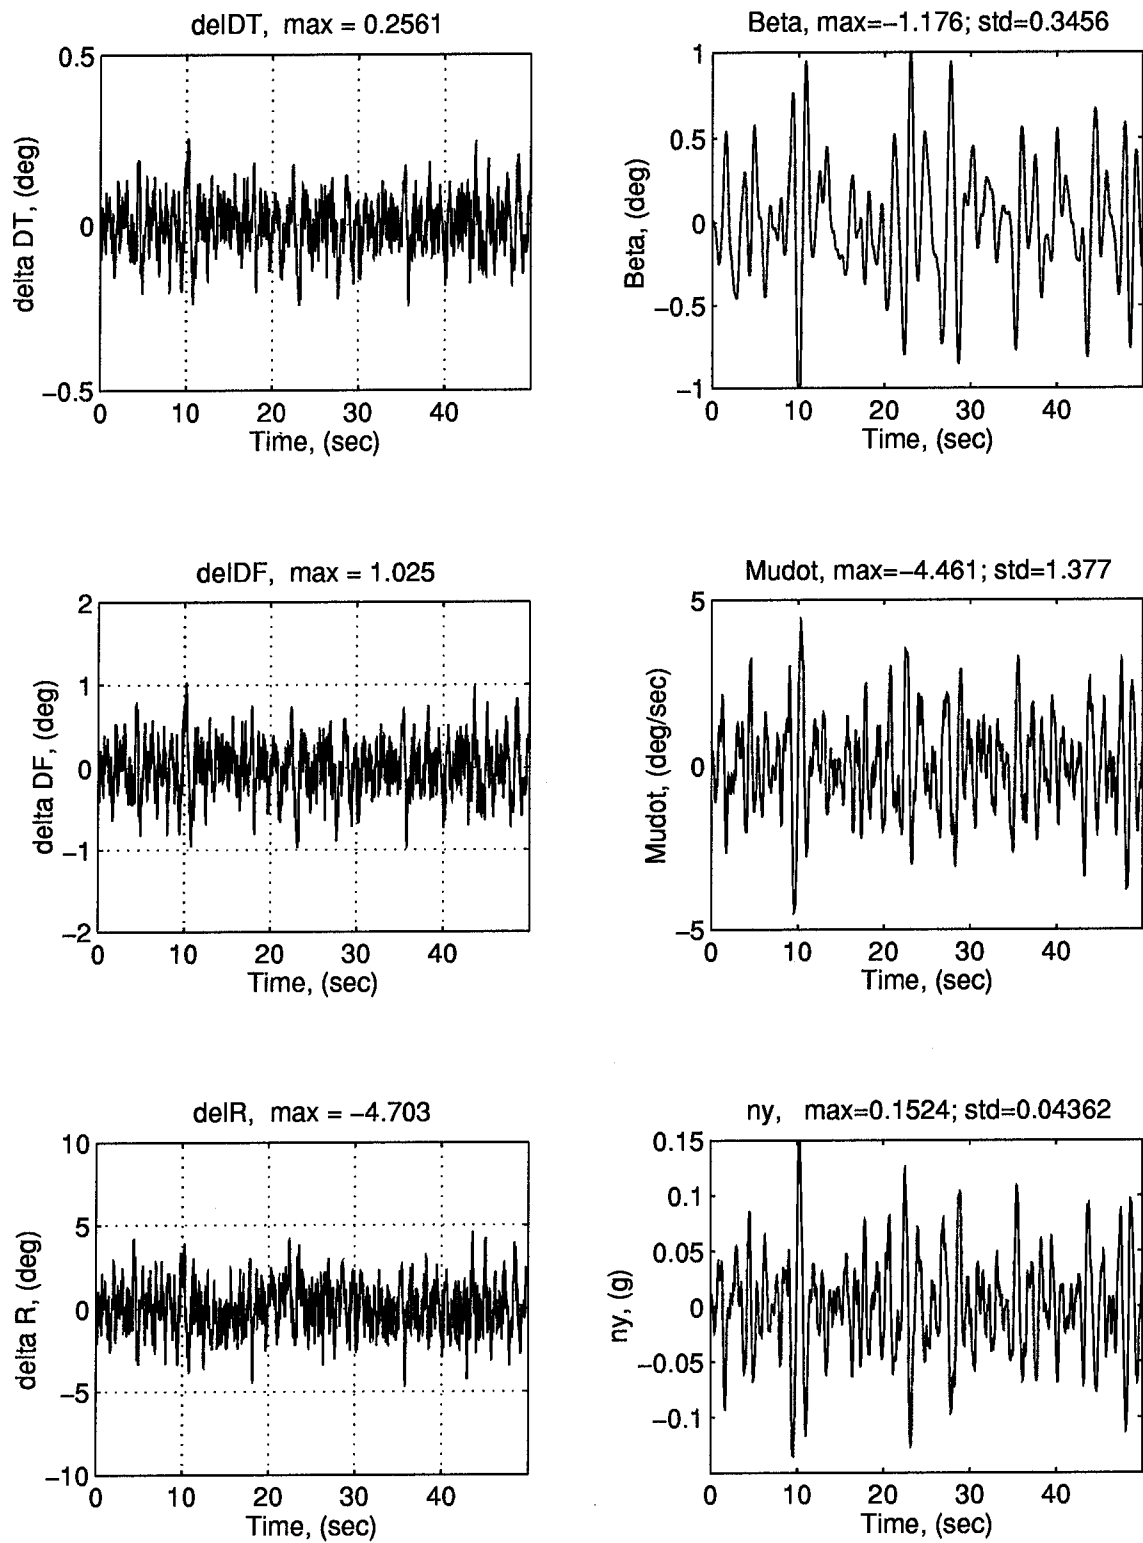 delDT, max = 0.2561
0.5
0
−0.5
delta DT, (deg)
0 10 20 30 40
Time, (sec)
Beta, max=−1.176; std=0.3456
1
0.5
0
−0.5
−1
Beta, (deg)
0 10 20 30 40
Time, (sec)
delDF, max = 1.025
2
1
0
−1
−2
delta DF, (deg)
0 10 20 30 40
Time, (sec)
Mudot, max=−4.461; std=1.377
5
0
−5
Mudot, (deg/sec)
0 10 20 30 40
Time, (sec)
delR, max = −4.703
10
5
0
−5
−10
delta R, (deg)
0 10 20 30 40
Time, (sec)
ny, max=0.1524; std=0.04362
0.15
0.1
0.05
0
−0.05
−0.1
ny, (g)
0 10 20 30 40
Time, (sec)